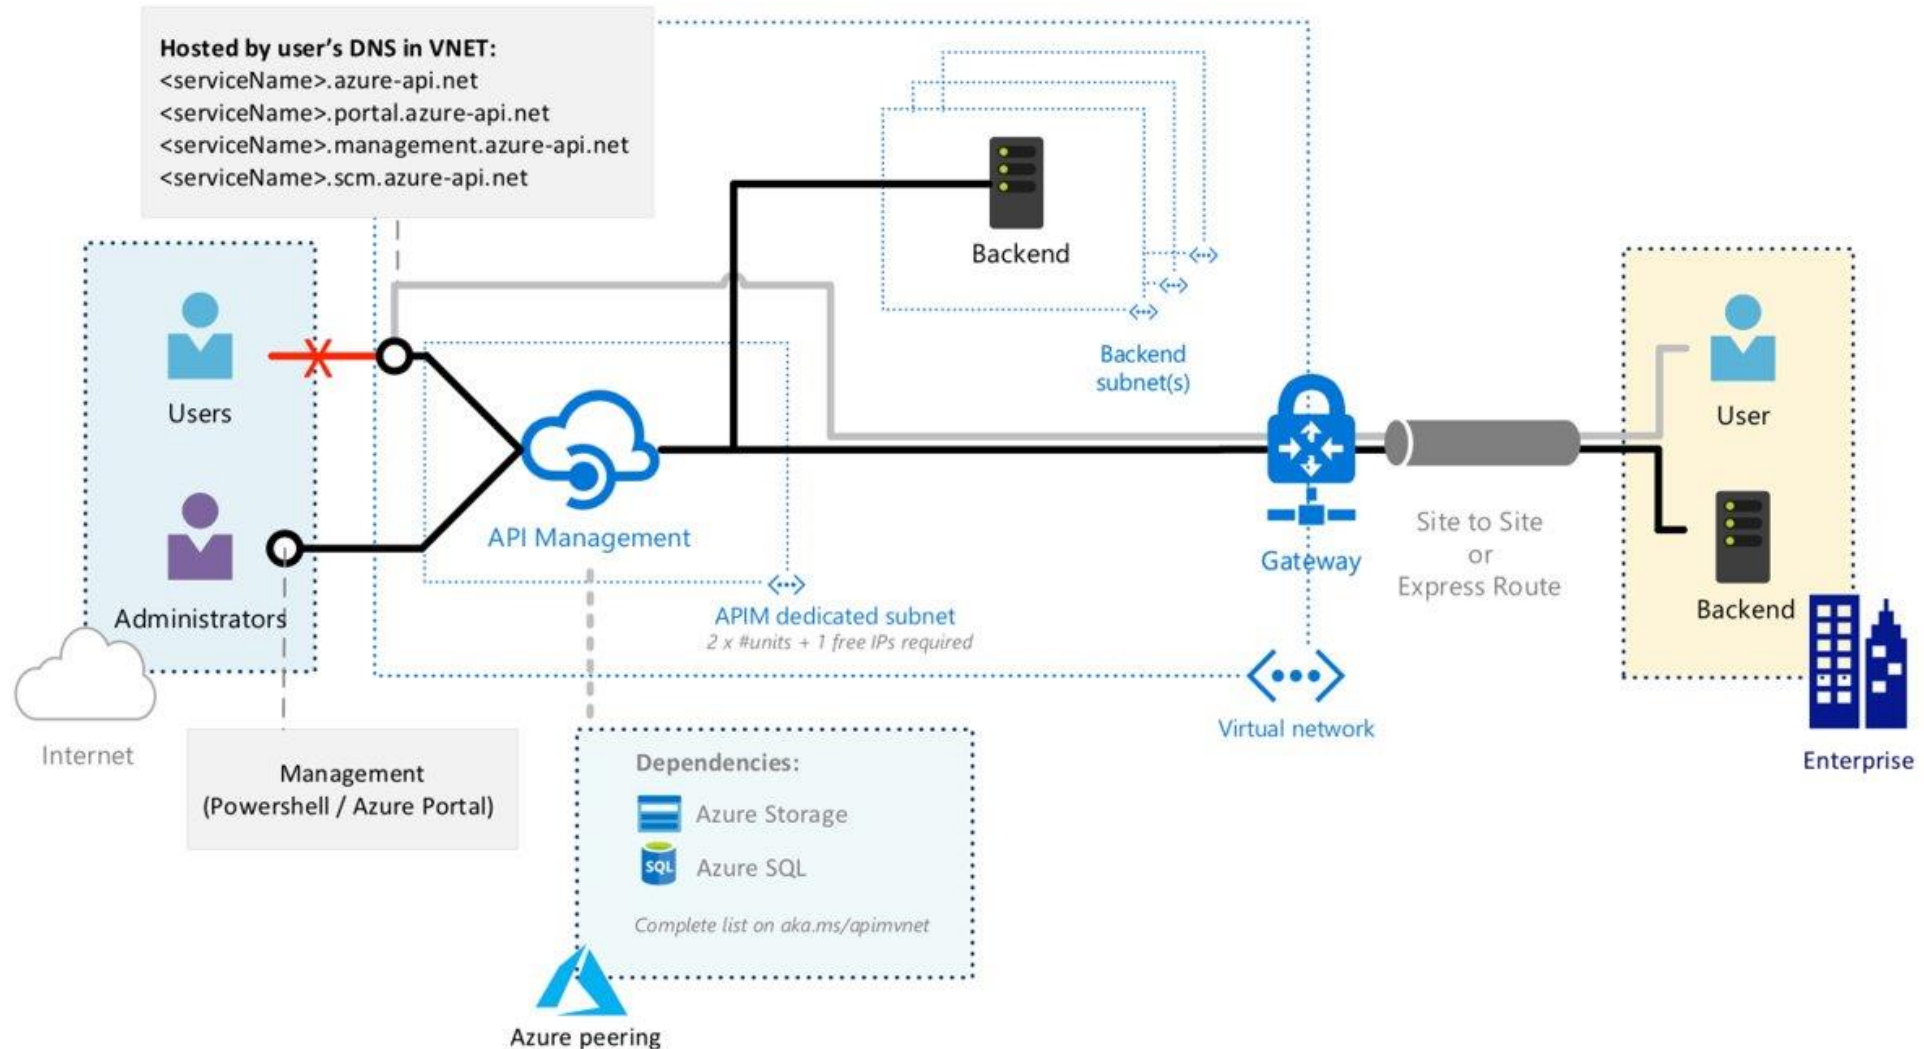 Hosted by user's DNS in VNET:
<serviceName>.azure-api.net
<serviceName>.portal.azure-api.net
<serviceName>.management.azure-api.net
<serviceName>.scm.azure-api.net
Backend
Backend
subnet(s)
Users
Administrators
Internet
API Management
APIM dedicated subnet
2 x #units + 1 free IPs required
Gateway
Virtual network
Site to Site
or
Express Route
User
Backend
Enterprise
Management
(Powershell / Azure Portal)
Dependencies:
Azure Storage
SQL
Azure SQL
Complete list on aka.ms/apimvnet
Azure peering